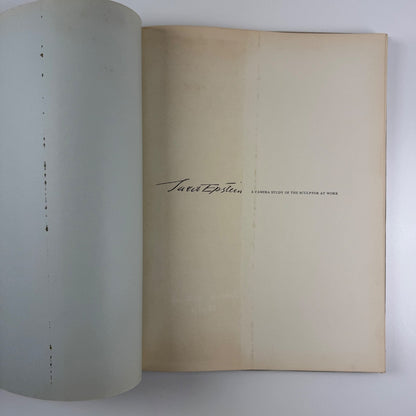 Jacob Epstein A CAMERA STUDY OF THE SCULPTOR AT WORK